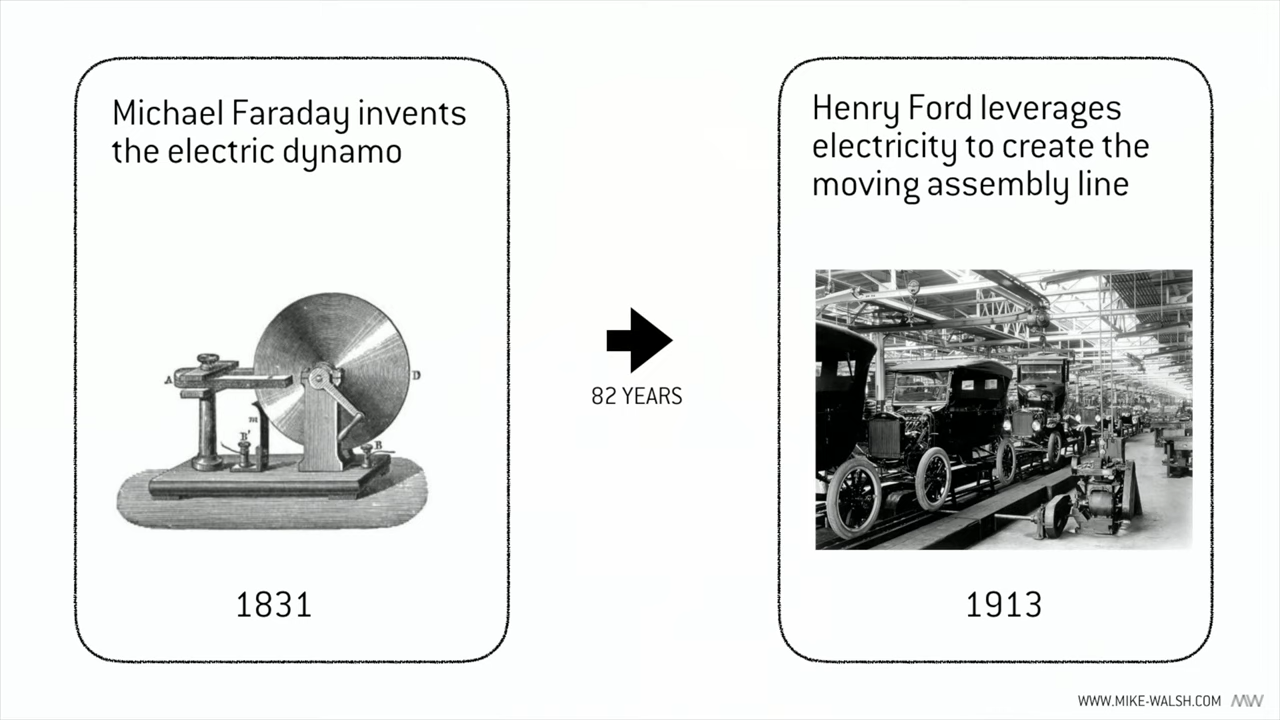 Michael Faraday invents
the electric dynamo
A
D
m
B'
B
1831
82 YEARS
Henry Ford leverages
electricity to create the
moving assembly line
1913
WWW.MIKE-WALSH.COM MW